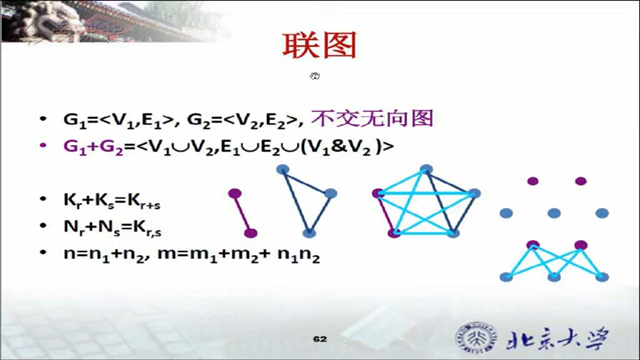 联图
• G₁=<V₁,E₁>, G₂=<V₂,E₂>, 不交无向图
• G₁+G₂=<V₁∪V₂,E₁∪E₂∪(V₁&V₂ )>
• Kᵣ+Kₛ=Kᵣ₊ₛ
• Nᵣ+Nₛ=Kᵣ,ₛ
• n=n₁+n₂, m=m₁+m₂+ n₁n₂
62
北京大学